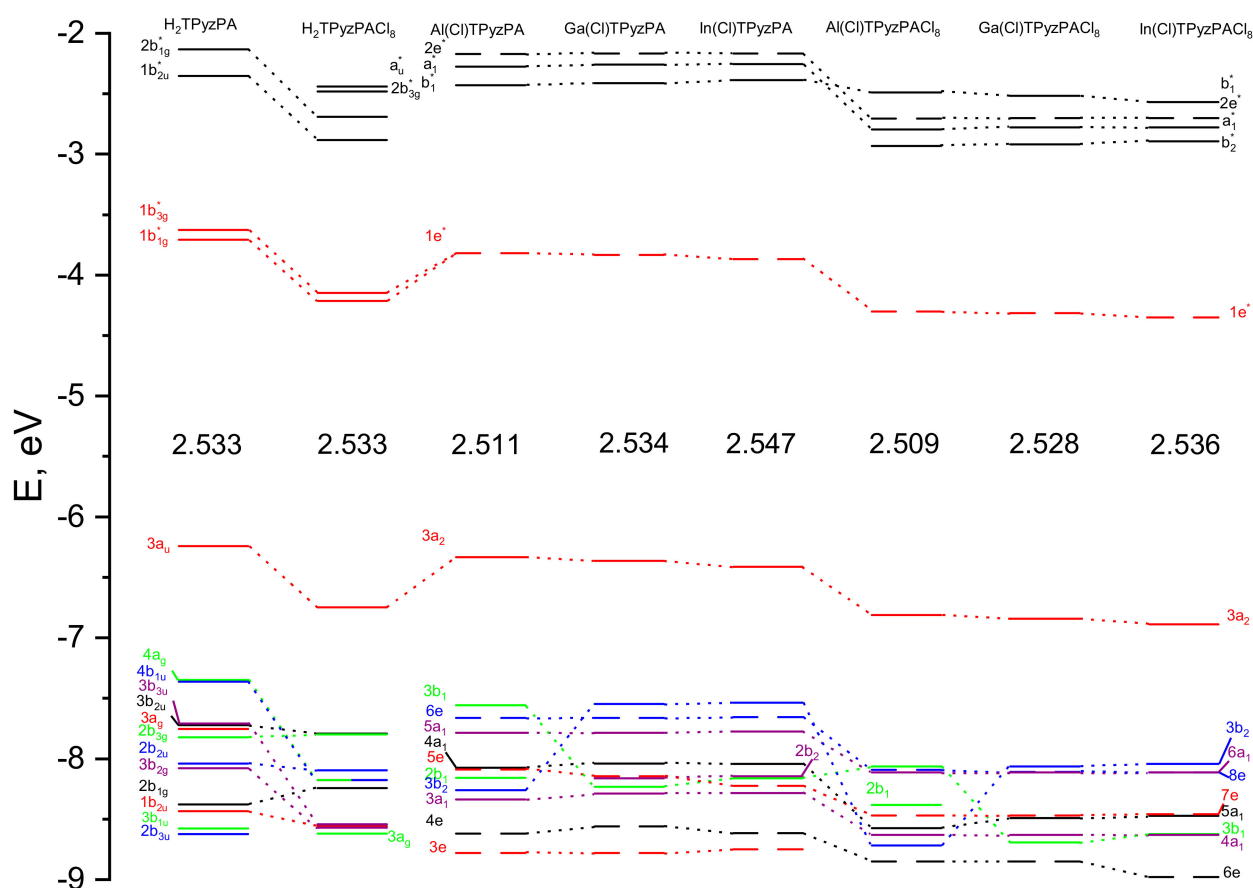 H₂TPyzPA
H₂TPyzPACl₈
Al(Cl)TPyzPA
Ga(Cl)TPyzPA
In(Cl)TPyzPA
Al(Cl)TPyzPACl₈
Ga(Cl)TPyzPACl₈
In(Cl)TPyzPACl₈
E, eV
-2
-3
-4
-5
-6
-7
-8
-9
2b*₁g
1b*₂u
a*u
2b*₃g
2e*
a*₁
b*₁
b*₁
2e*
a*₁
b*₂
1b*₃g
1b*₁g
1e*
1e*
2.533
2.533
2.511
2.534
2.547
2.509
2.528
2.536
3aᵤ
3a₂
3a₂
4a_g
4b₁u
3b₃u
3b₂u
3a_g
2b₃g
2b₂u
3b₂g
2b₁g
1b₂u
3b₁u
2b₃u
3a_g
3b₁
6e
5a₁
4a₁
5e
2b₁
3b₂
3a₁
4e
3e
2b₂
2b₁
3b₂
6a₁
8e
7e
5a₁
3b₁
4a₁
6e